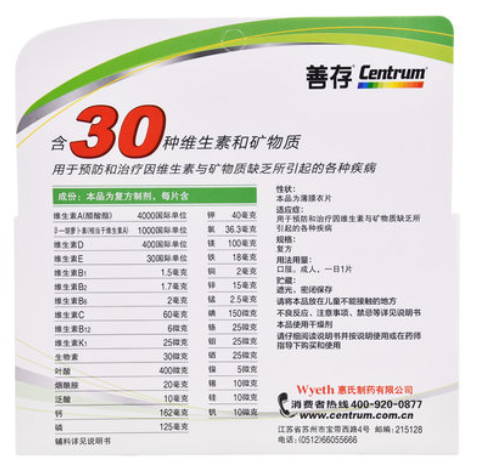 善存 Centrum
含30种维生素和矿物质
用于预防和治疗因维生素与矿物质缺乏所引起的各种疾病
成份：本品为复方制剂，每片含
维生素A(醋酸酯) 4000国际单位 钾 40毫克
β-胡萝卜素(相当于维生素A) 1000国际单位 氯 36.3毫克
维生素D 400国际单位 镁 100毫克
维生素E 30国际单位 铁 18毫克
维生素B1 1.5毫克 铜 2毫克
维生素B2 1.7毫克 锌 15毫克
维生素B6 2毫克 锰 2.5毫克
维生素C 60毫克 碘 150微克
维生素B12 6微克 铬 25微克
维生素K1 25微克 钼 25微克
生物素 30微克 硒 25微克
叶酸 400微克 镍 5微克
烟酰胺 20毫克 锡 10微克
泛酸 10毫克 硅 10微克
钙 162毫克 钒 10微克
磷 125毫克
辅料详见说明书
性状：
本品为薄膜衣片
适应症：
用于预防和治疗因维生素与矿物质缺乏所
引起的各种疾病
规格：
复方
用法用量：
口服。成人，一日1片
贮藏：
遮光，密闭保存
请将本品放在儿童不能接触的地方
不良反应、注意事项、禁忌等详见说明书
本品使用干燥剂
请仔细阅读说明书并按说明使用或在药师
指导下购买和使用
Wyeth 惠氏制药有限公司
消费者热线 400-920-0877
www.centrum.com.cn
江苏省苏州市宝带西路4号 邮编：215128
电话：(0512)66055666